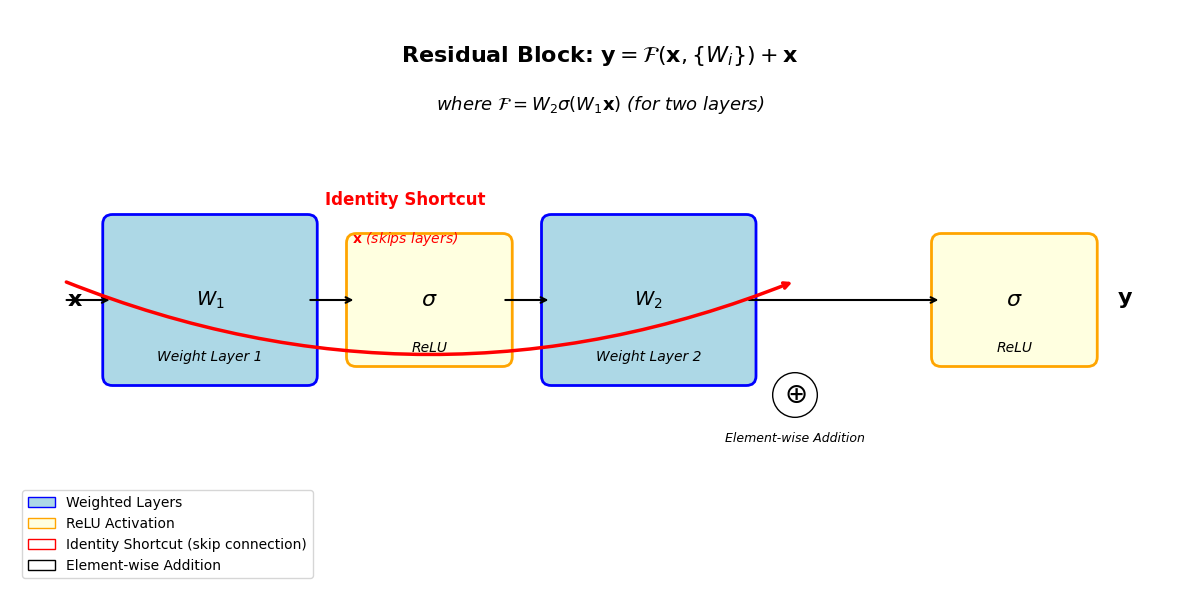 Residual Block: y = ℱ(x, {Wᵢ}) + x
where ℱ = W₂σ(W₁x) (for two layers)
Identity Shortcut
x (skips layers)
x
W₁
σ
W₂
σ
y
Weight Layer 1
ReLU
Weight Layer 2
ReLU
⊕
Element-wise Addition
Weighted Layers
ReLU Activation
Identity Shortcut (skip connection)
Element-wise Addition